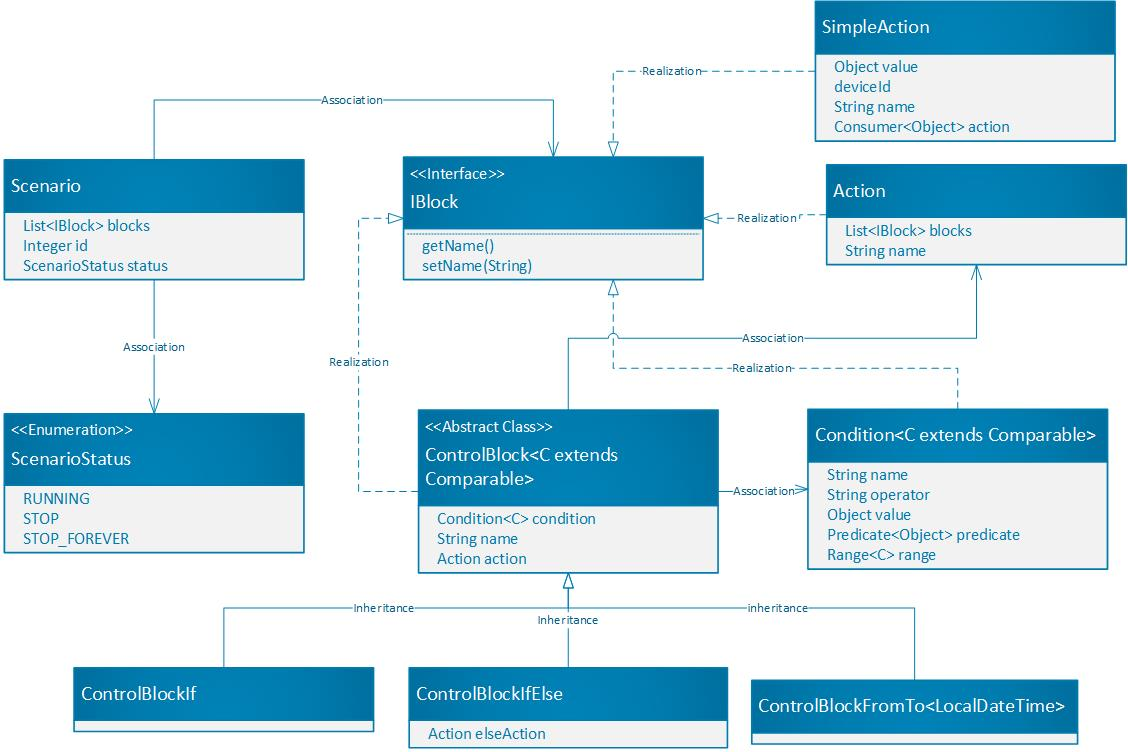 SimpleAction
Object value
deviceId
String name
Consumer<Object> action
Realization
Association
Scenario
List<IBlock> blocks
Integer id
ScenarioStatus status
<<Interface>>
IBlock
getName()
setName(String)
Realization
Action
List<IBlock> blocks
String name
Association
Realization
Association
Realization
<<Enumeration>>
ScenarioStatus
RUNNING
STOP
STOP_FOREVER
<<Abstract Class>>
ControlBlock<C extends
Comparable>
Condition<C> condition
String name
Action action
Association
Condition<C extends Comparable>
String name
String operator
Object value
Predicate<Object> predicate
Range<C> range
Inheritance
Inheritance
inheritance
ControlBlockIf
ControlBlockIfElse
Action elseAction
ControlBlockFromTo<LocalDateTime>